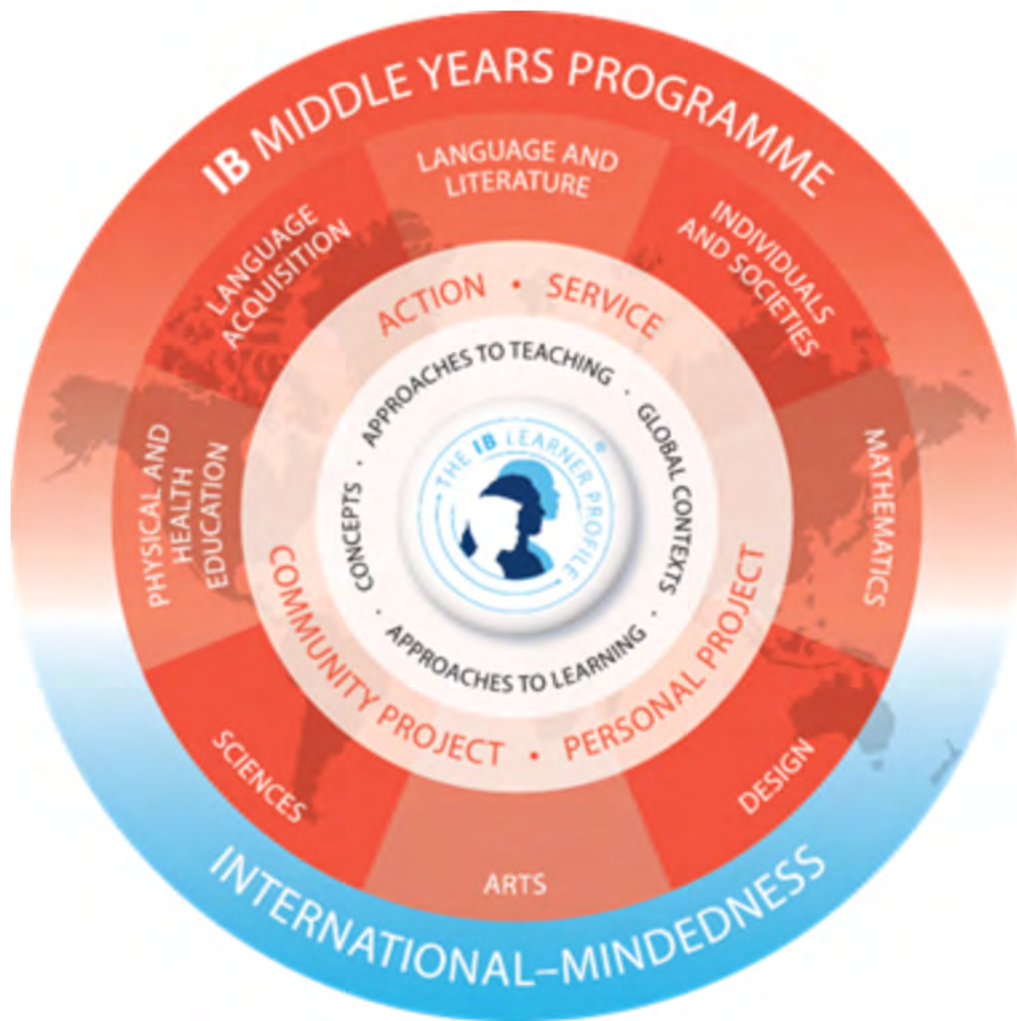 IB MIDDLE YEARS PROGRAMME
LANGUAGE AND
LITERATURE
INDIVIDUALS
AND SOCIETIES
MATHEMATICS
DESIGN
ARTS
SCIENCES
PHYSICAL AND
HEALTH
EDUCATION
LANGUAGE
ACQUISITION
ACTION • SERVICE
PERSONAL PROJECT
•
COMMUNITY PROJECT
APPROACHES TO TEACHING ·
GLOBAL CONTEXTS ·
APPROACHES TO LEARNING ·
CONCEPTS ·
THE IB LEARNER PROFILE
®
INTERNATIONAL–MINDEDNESS